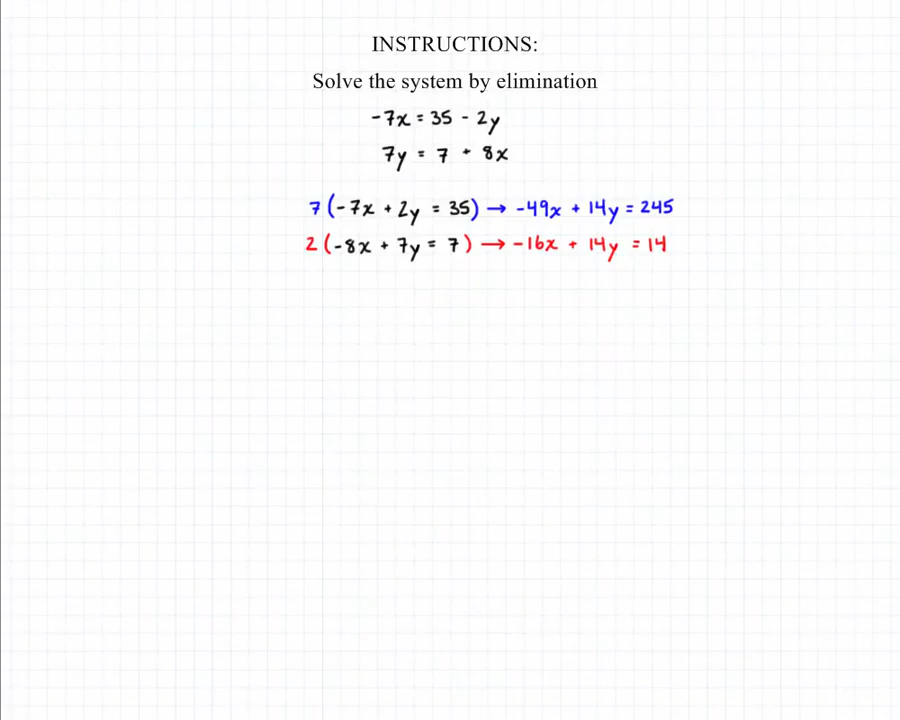 INSTRUCTIONS:
Solve the system by elimination
-7x = 35 - 2y
7y = 7 + 8x
7(-7x + 2y = 35) → -49x + 14y = 245
2(-8x + 7y = 7) → -16x + 14y = 14